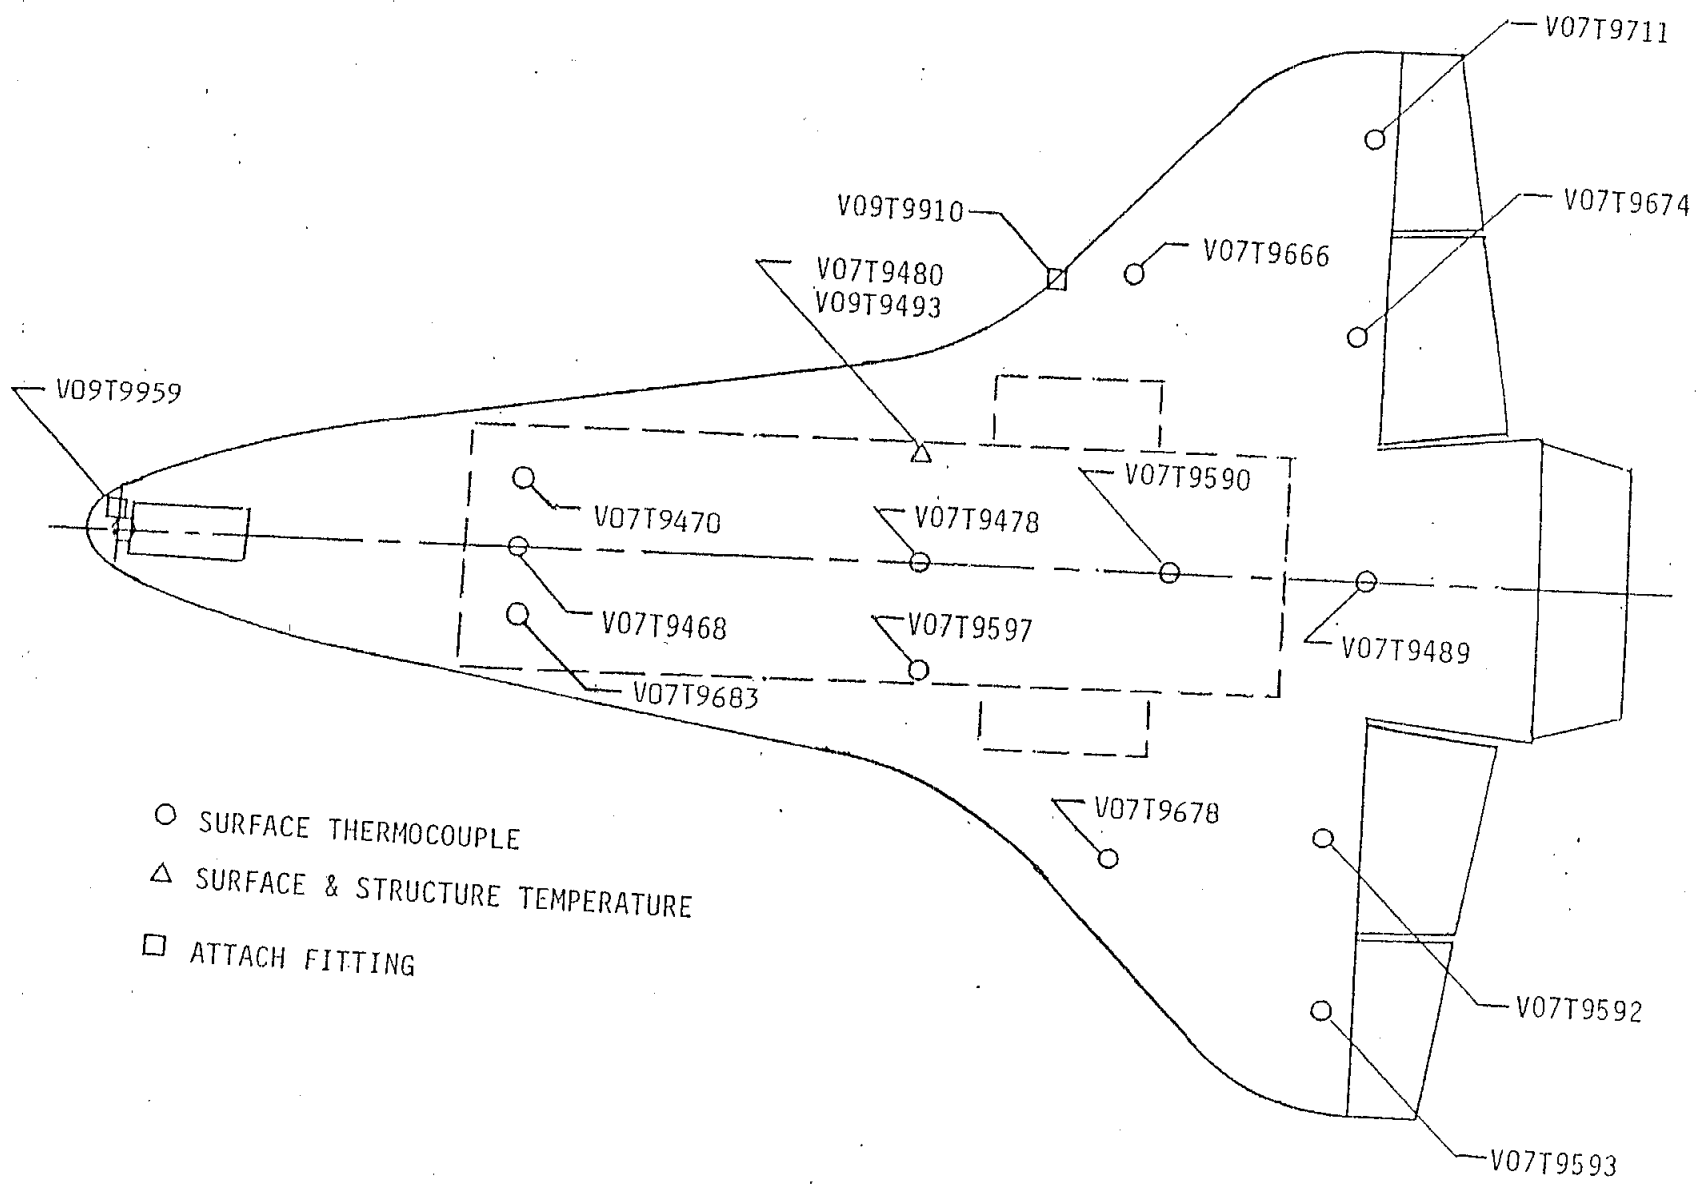 V07T9711
V07T9674
V09T9910
V07T9666
V07T9480
V09T9493
V09T9959
V07T9590
V07T9470
V07T9478
V07T9468
V07T9597
V07T9489
V07T9683
V07T9678
○ SURFACE THERMOCOUPLE
△ SURFACE & STRUCTURE TEMPERATURE
□ ATTACH FITTING
V07T9592
V07T9593